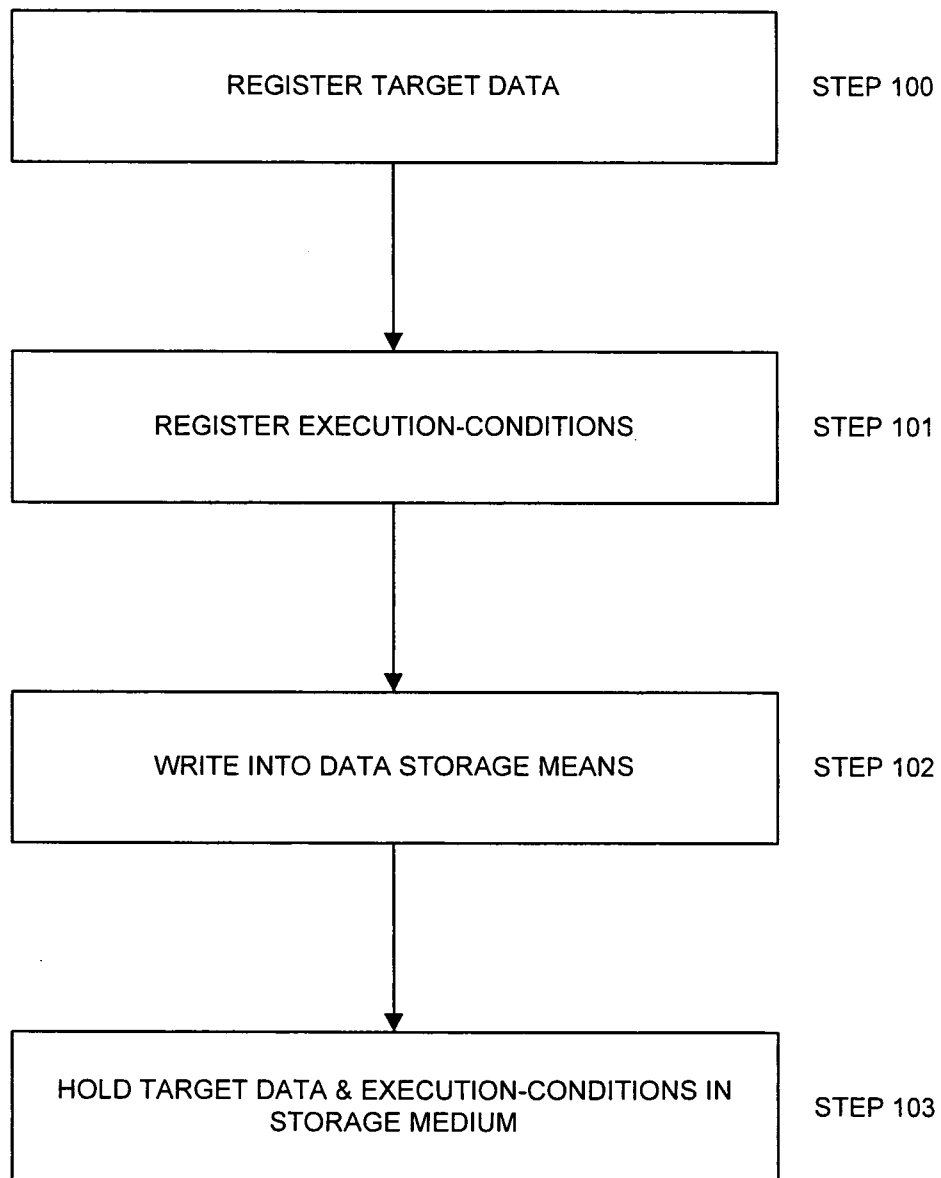 REGISTER TARGET DATA STEP 100
REGISTER EXECUTION-CONDITIONS STEP 101
WRITE INTO DATA STORAGE MEANS STEP 102
HOLD TARGET DATA & EXECUTION-CONDITIONS IN
STORAGE MEDIUM
STEP 103